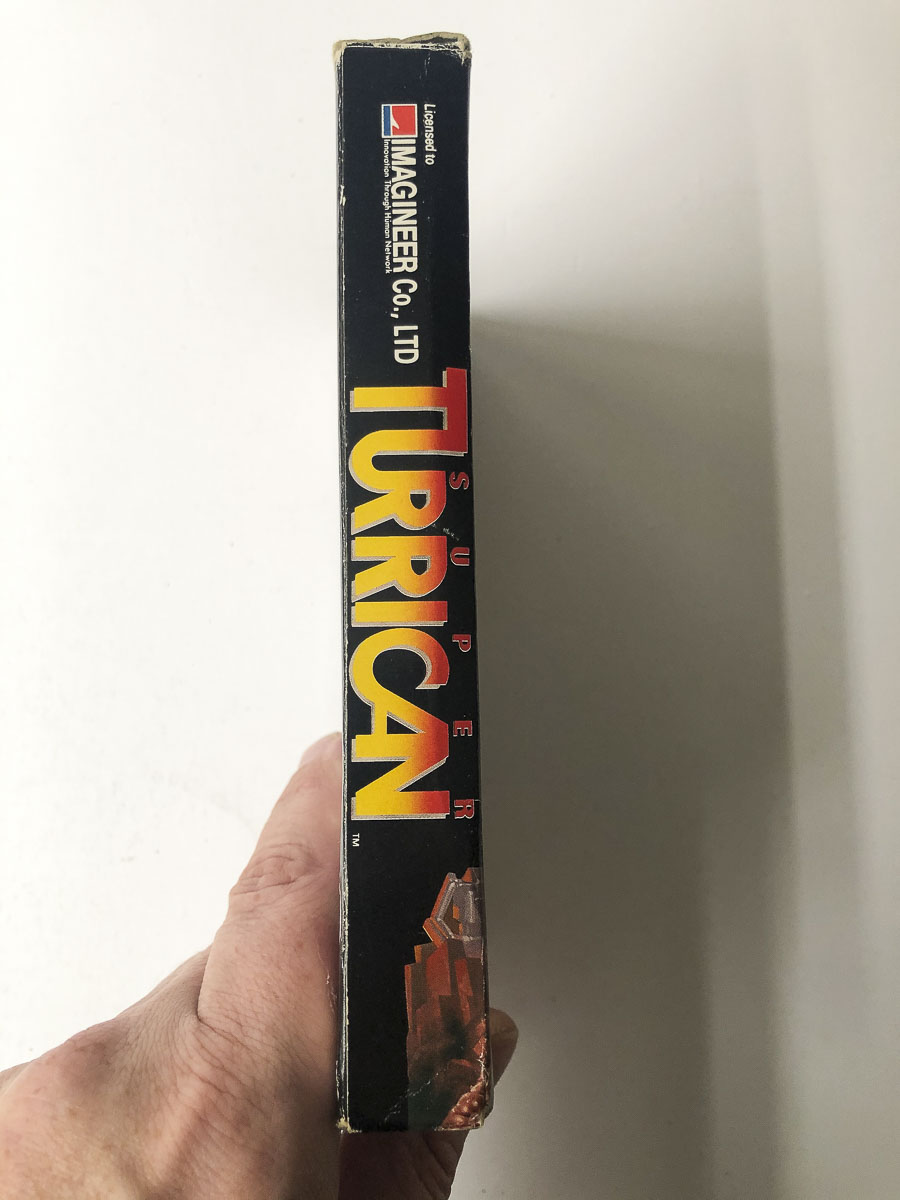 Licensed to
IMAGINEER Co., LTD
Innovation Through Human Network
SUPER
TURRICAN
TM